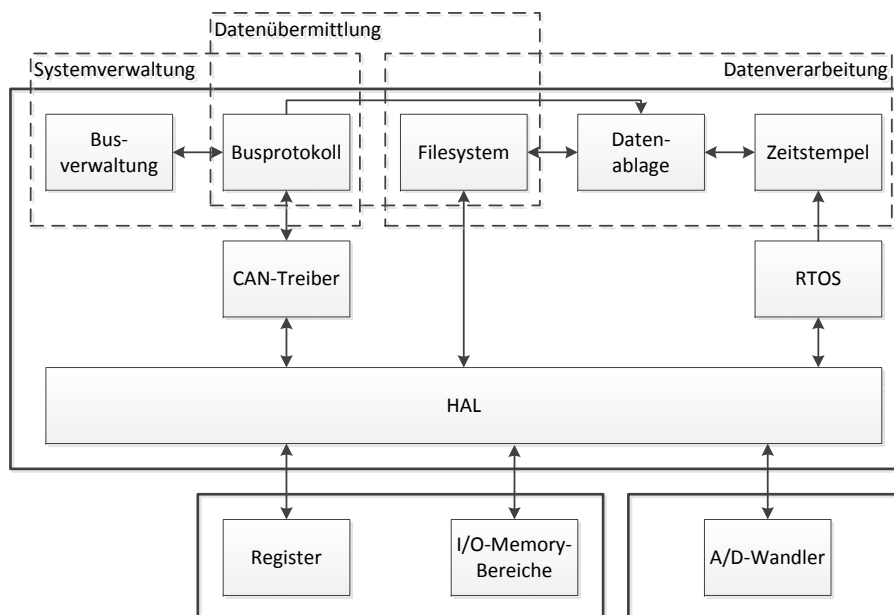 Datenübermittlung
Systemverwaltung
Datenverarbeitung
Bus-
verwaltung
Busprotokoll
Filesystem
Daten-
ablage
Zeitstempel
CAN-Treiber
RTOS
HAL
Register
I/O-Memory-
Bereiche
A/D-Wandler